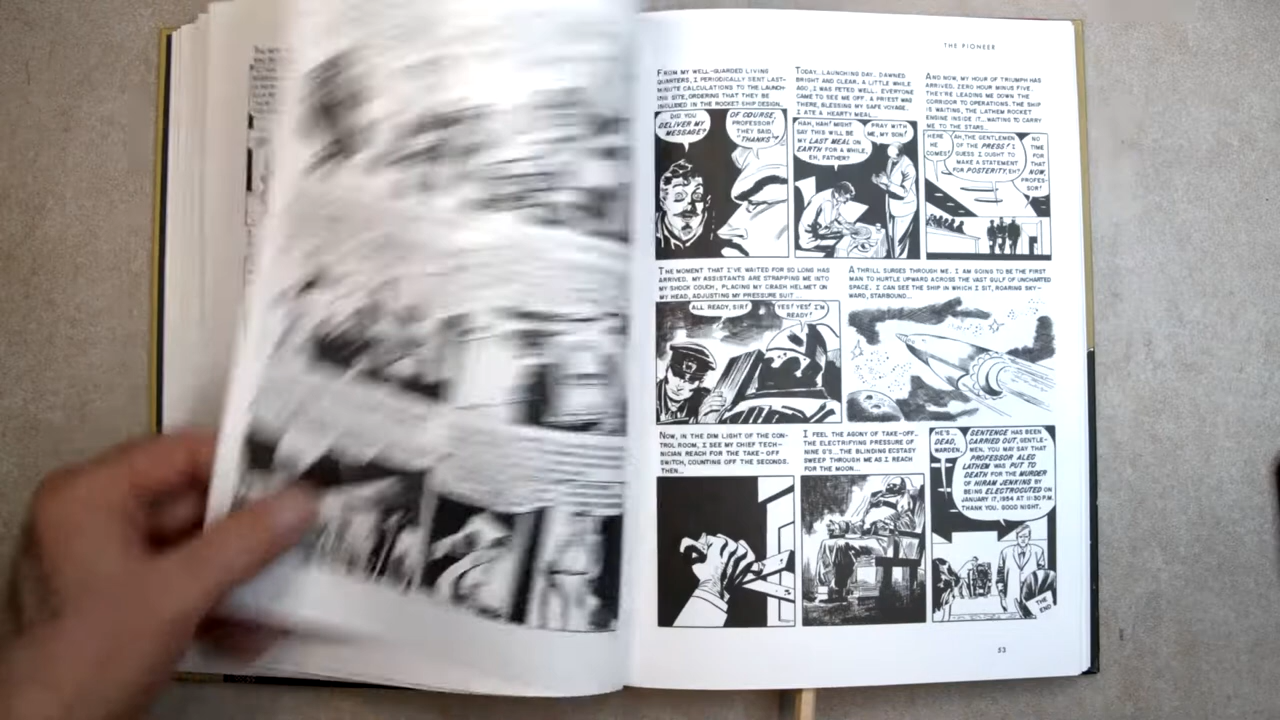 THE PIONEER
FROM MY WELL-GUARDED LIVING
QUARTERS, I PERIODICALLY SENT LAST-
MINUTE CALCULATIONS TO THE LAUNCH-
ING SITE, ORDERING THAT THEY BE
INCLUDED IN THE ROCKET SHIP DESIGN...
DID YOU
DELIVER MY
MESSAGE?
OF COURSE,
PROFESSOR!
THEY SAID,
"THANKS"!
TODAY...LAUNCHING DAY...DAWNED
BRIGHT AND CLEAR. A LITTLE WHILE
AGO, I WAS FETED WELL. EVERYONE
CAME TO SEE ME OFF. A PRIEST WAS
THERE, BLESSING MY SAFE VOYAGE.
I ATE A HEARTY MEAL...
HAH, HAH! MIGHT
SAY THIS WILL BE
MY LAST MEAL ON
EARTH FOR A WHILE,
EH, FATHER?
PRAY WITH
ME, MY SON!
AND NOW, MY HOUR OF TRIUMPH HAS
ARRIVED. ZERO HOUR MINUS FIVE.
THEY'RE LEADING ME DOWN THE
CORRIDOR TO OPERATIONS. THE SHIP
IS WAITING, THE LATHEM ROCKET
ENGINE INSIDE IT...WAITING TO CARRY
ME TO THE STARS...
HERE
HE
COMES!
AH, THE GENTLEMEN
OF THE PRESS! I
GUESS I OUGHT TO
MAKE A STATEMENT
FOR POSTERITY, EH?
NO
TIME
FOR
THAT
NOW,
PROFES-
SOR!
THE MOMENT THAT I'VE WAITED FOR SO LONG HAS
ARRIVED. MY ASSISTANTS ARE STRAPPING ME INTO
MY SHOCK COUCH, PLACING MY CRASH HELMET ON
MY HEAD, ADJUSTING MY PRESSURE SUIT...
ALL READY, SIR!
YES! YES! I'M
READY!
A THRILL SURGES THROUGH ME. I AM GOING TO BE THE FIRST
MAN TO HURTLE UPWARD ACROSS THE VAST GULF OF UNCHARTED
SPACE. I CAN SEE THE SHIP IN WHICH I SIT, ROARING SKY-
WARD, STARBOUND...
NOW, IN THE DIM LIGHT OF THE CON-
TROL ROOM, I SEE MY CHIEF TECH-
NICIAN REACH FOR THE TAKE-OFF
SWITCH, COUNTING OFF THE SECONDS.
THEN...
I FEEL THE AGONY OF TAKE-OFF...
THE ELECTRIFYING PRESSURE OF
NINE G'S...THE BLINDING ECSTASY
SWEEP THROUGH ME AS I REACH
FOR THE MOON...
HE'S...
DEAD,
WARDEN.
SENTENCE HAS BEEN
CARRIED OUT, GENTLE-
MEN. YOU MAY SAY THAT
PROFESSOR ALEC
LATHEM WAS PUT TO
DEATH FOR THE MURDER
OF HIRAM JENKINS BY
BEING ELECTROCUTED ON
JANUARY 17, 1954 AT 11:30 P.M.
THANK YOU. GOOD NIGHT.
THE
END
53